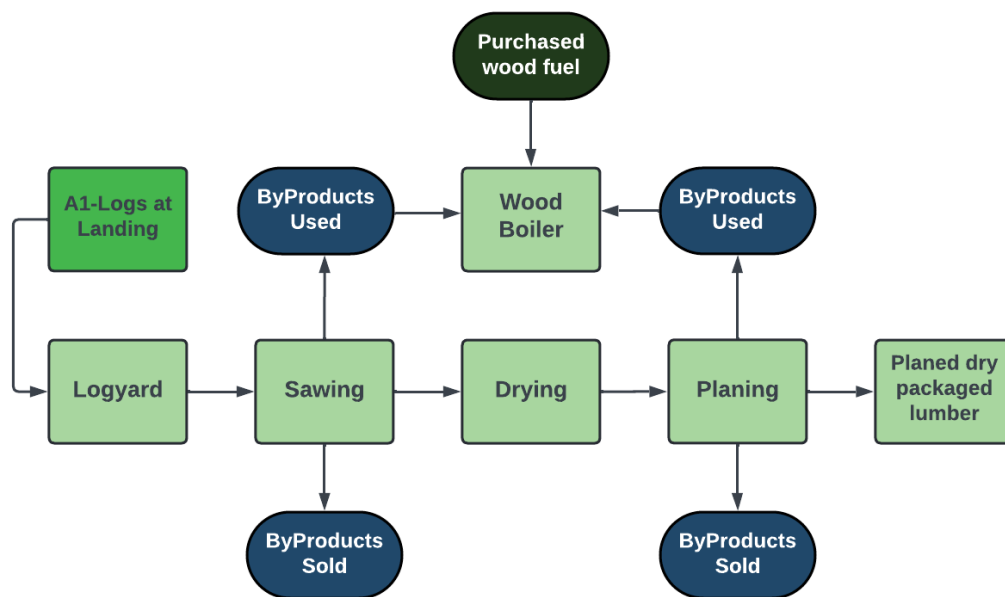 Purchased
wood fuel
A1-Logs at
Landing
ByProducts
Used
Wood
Boiler
ByProducts
Used
Logyard
Sawing
Drying
Planing
Planed dry
packaged
lumber
ByProducts
Sold
ByProducts
Sold